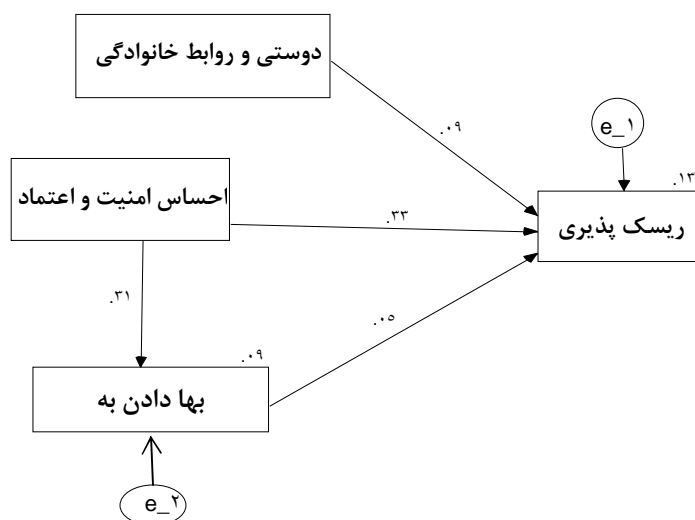 دوستی و روابط خانوادگی
.۰۹
e_۱
.۱۳
احساس امنیت و اعتماد
.۳۳
ریسک پذیری
.۳۱
.۰۵
.۰۹
بها دادن به
e_۲